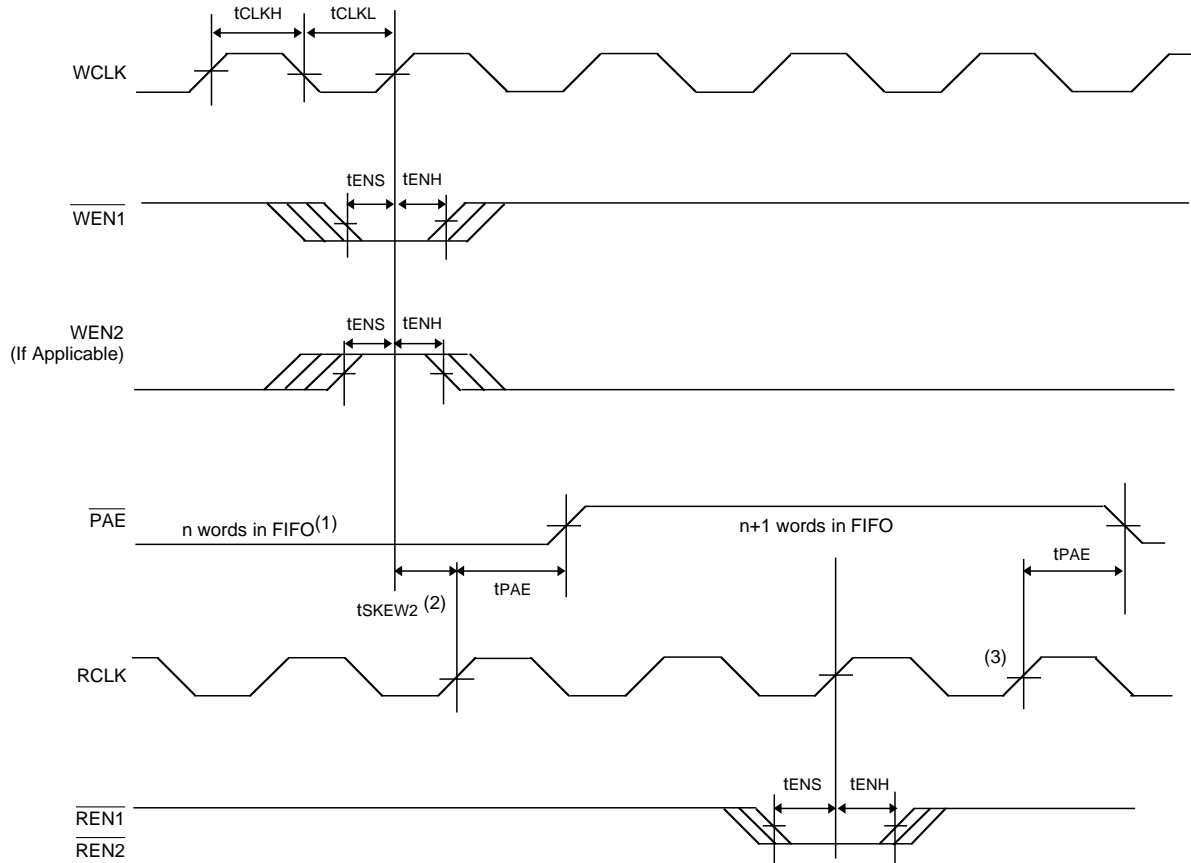 tCLKH tCLKL
WCLK
tENS tENH
WEN1
tENS tENH
WEN2
(If Applicable)
PAE
n words in FIFO(1)
n+1 words in FIFO
tSKEW2 (2)
tPAE
tPAE
RCLK
(3)
tENS tENH
REN1
REN2